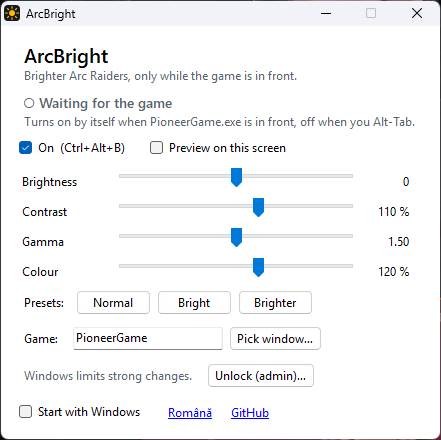 ArcBright
ArcBright
Brighter Arc Raiders, only while the game is in front.
Waiting for the game
Turns on by itself when PioneerGame.exe is in front, off when you Alt-Tab.
On (Ctrl+Alt+B) Preview on this screen
Brightness 0
Contrast 110 %
Gamma 1.50
Colour 120 %
Presets: Normal Bright Brighter
Game: PioneerGame Pick window...
Windows limits strong changes. Unlock (admin)...
Start with Windows Română GitHub